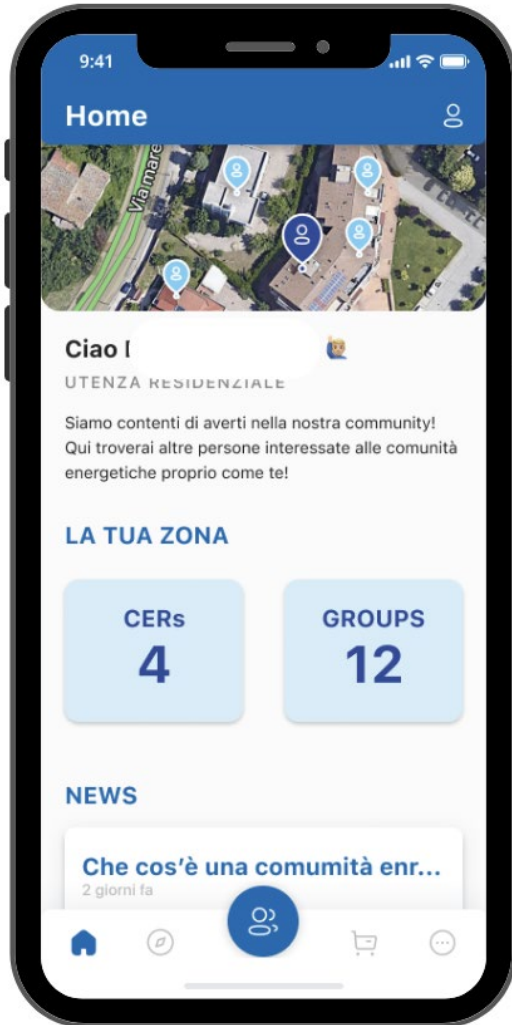 9:41
Home
Via mare
Ciao
UTENZA RESIDENZIALE
Siamo contenti di averti nella nostra community!
Qui troverai altre persone interessate alle comunità
energetiche proprio come te!
LA TUA ZONA
CERs
4
GROUPS
12
NEWS
Che cos'è una comumità enr...
2 giorni fa